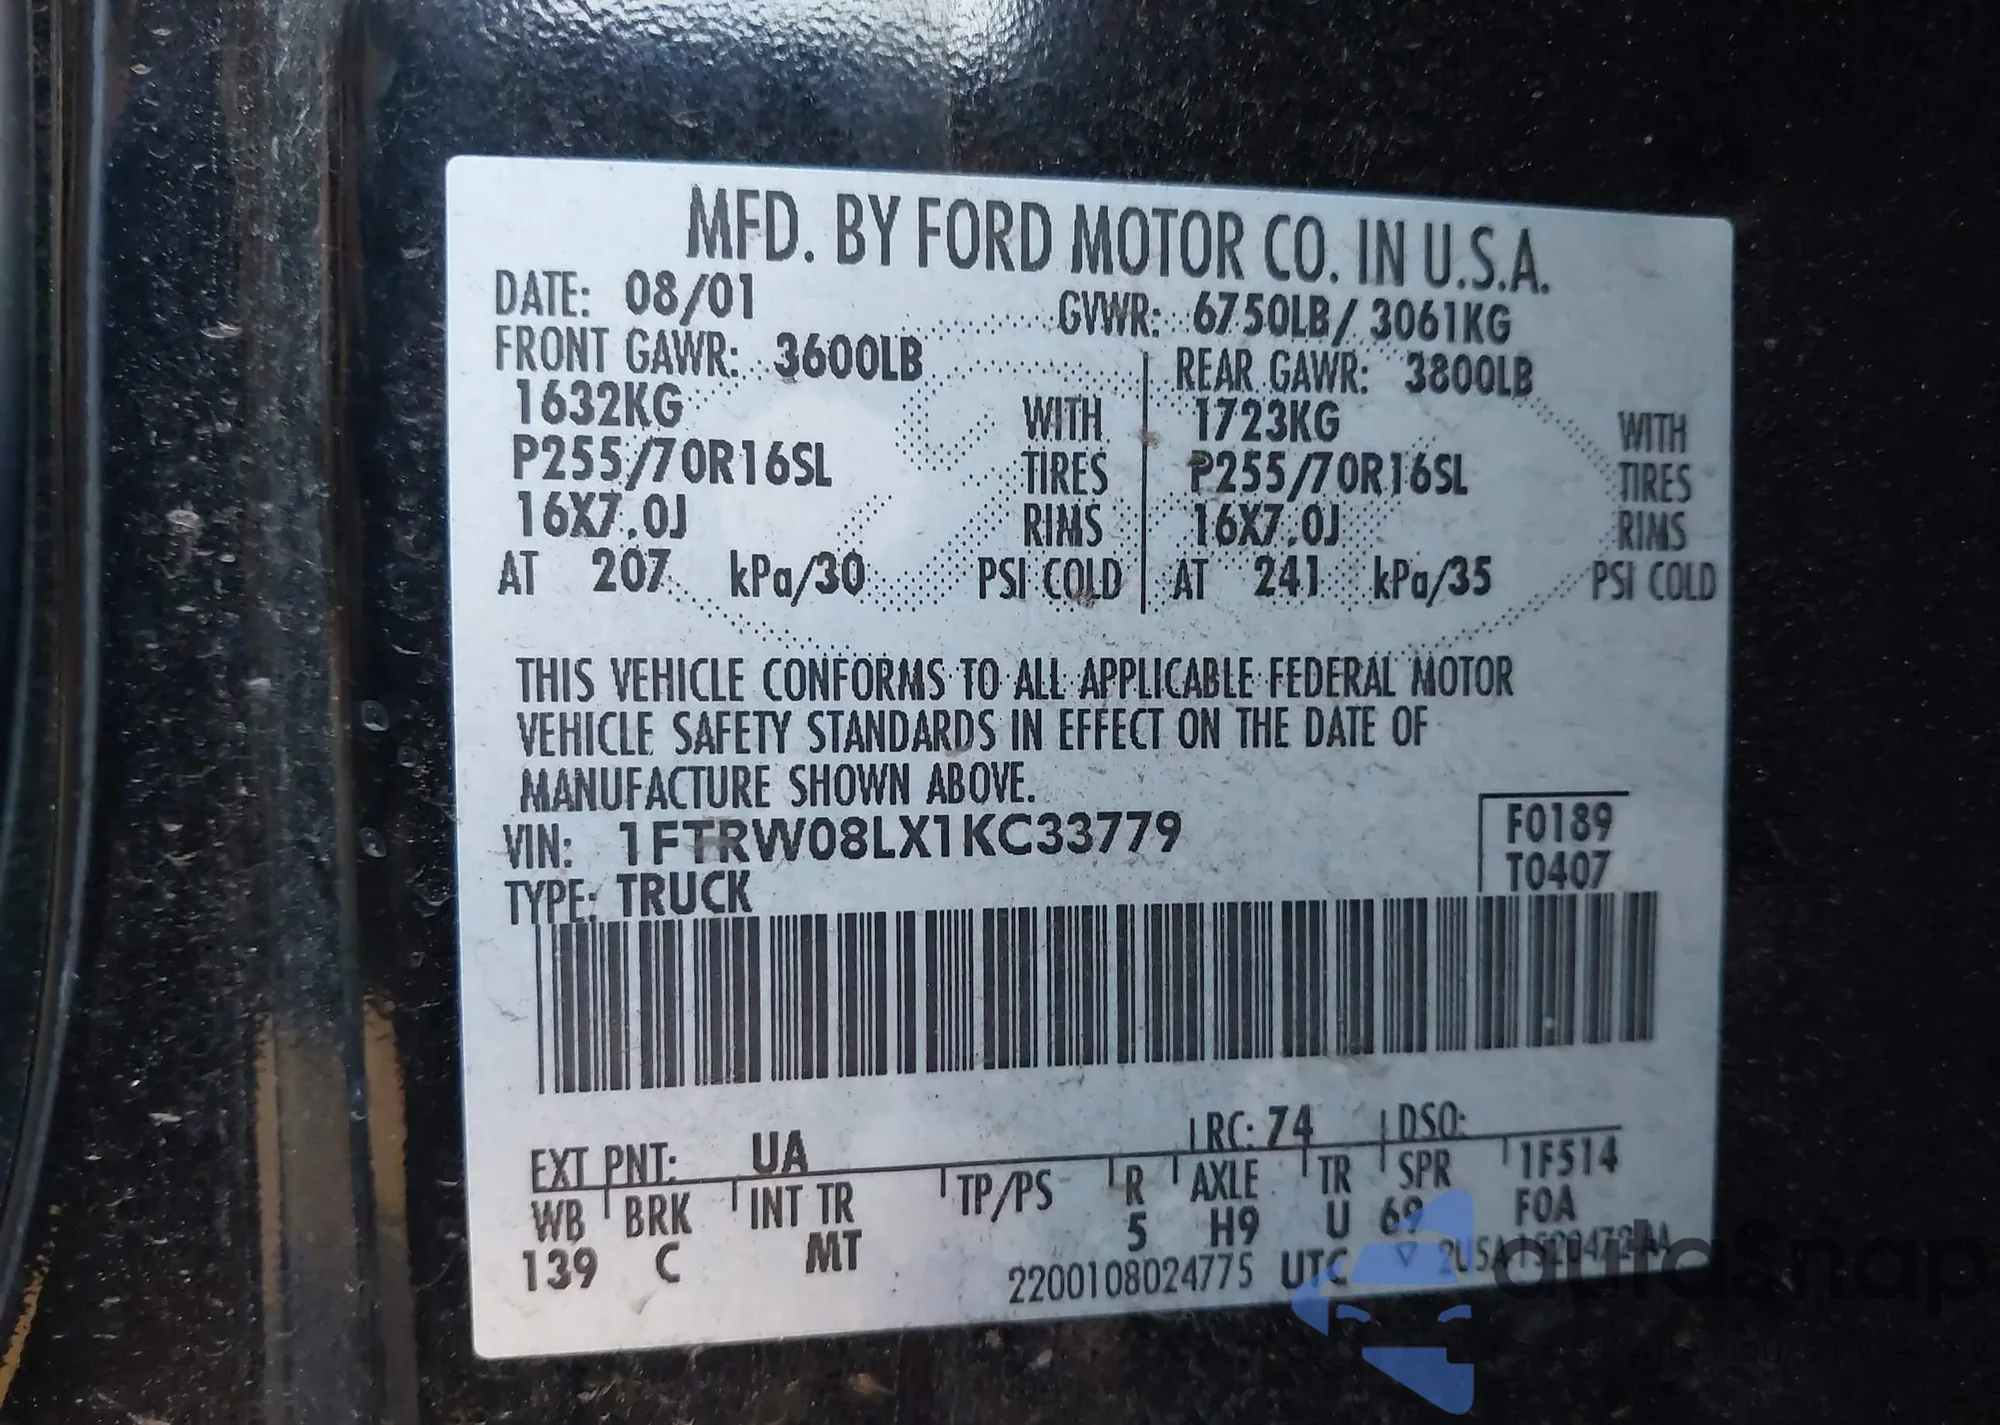 MFD. BY FORD MOTOR CO. IN U.S.A.
DATE: 08/01 GVWR: 6750LB/ 3061KG
FRONT GAWR: 3600LB REAR GAWR: 3800LB
1632KG WITH 1723KG WITH
P255/70R16SL TIRES P255/70R16SL TIRES
16X7.0J RIMS 16X7.0J RIMS
AT 207 kPa/30 PSI COLD AT 241 kPa/35 PSI COLD
THIS VEHICLE CONFORMS TO ALL APPLICABLE FEDERAL MOTOR
VEHICLE SAFETY STANDARDS IN EFFECT ON THE DATE OF
MANUFACTURE SHOWN ABOVE.
VIN: 1FTRW08LX1KC33779 F0189
TYPE: TRUCK T0407
EXT PNT: UA RC: 74 DSO:
WB BRK INT TR TP/PS R AXLE TR SPR 1F514
139 C MT 5 H9 U 69 F0A
2200108024775 UTC
autosnap